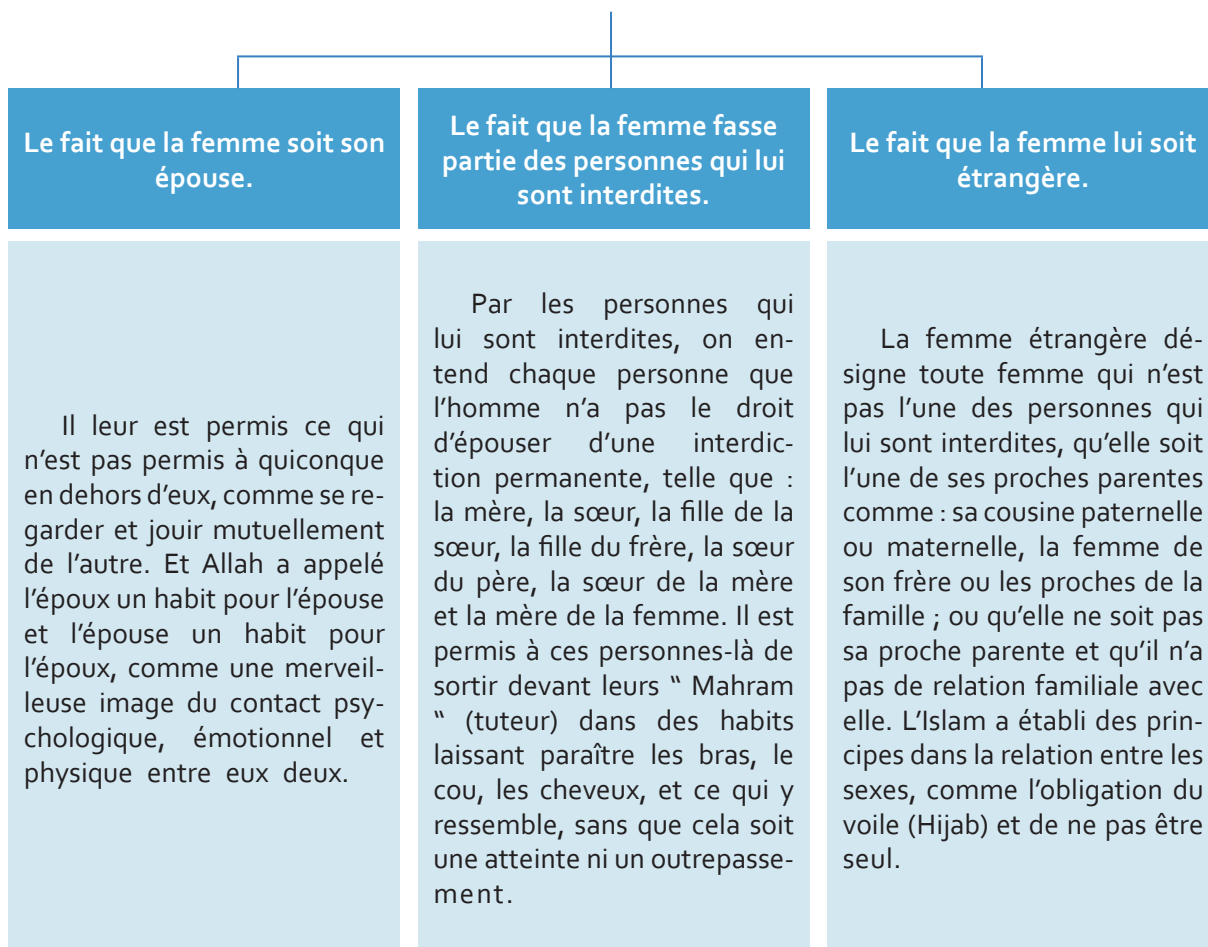 Le fait que la femme soit son
épouse.
Il leur est permis ce qui
n'est pas permis à quiconque
en dehors d'eux, comme se re-
garder et jouir mutuellement
de l'autre. Et Allah a appelé
l'époux un habit pour l'épouse
et l'épouse un habit pour
l'époux, comme une merveil-
leuse image du contact psy-
chologique, émotionnel et
physique entre eux deux.
Le fait que la femme fasse
partie des personnes qui lui
sont interdites.
Par les personnes qui
lui sont interdites, on en-
tend chaque personne que
l'homme n'a pas le droit
d'épouser d'une interdic-
tion permanente, telle que :
la mère, la sœur, la fille de la
sœur, la fille du frère, la sœur
du père, la sœur de la mère
et la mère de la femme. Il est
permis à ces personnes-là de
sortir devant leurs “ Mahram
“ (tuteur) dans des habits
laissant paraître les bras, le
cou, les cheveux, et ce qui y
ressemble, sans que cela soit
une atteinte ni un outrepasse-
ment.
Le fait que la femme lui soit
étrangère.
La femme étrangère dé-
signe toute femme qui n'est
pas l'une des personnes qui
lui sont interdites, qu'elle soit
l'une de ses proches parentes
comme : sa cousine paternelle
ou maternelle, la femme de
son frère ou les proches de la
famille ; ou qu'elle ne soit pas
sa proche parente et qu'il n'a
pas de relation familiale avec
elle. L'Islam a établi des prin-
cipes dans la relation entre les
sexes, comme l'obligation du
voile (Hijab) et de ne pas être
seul.